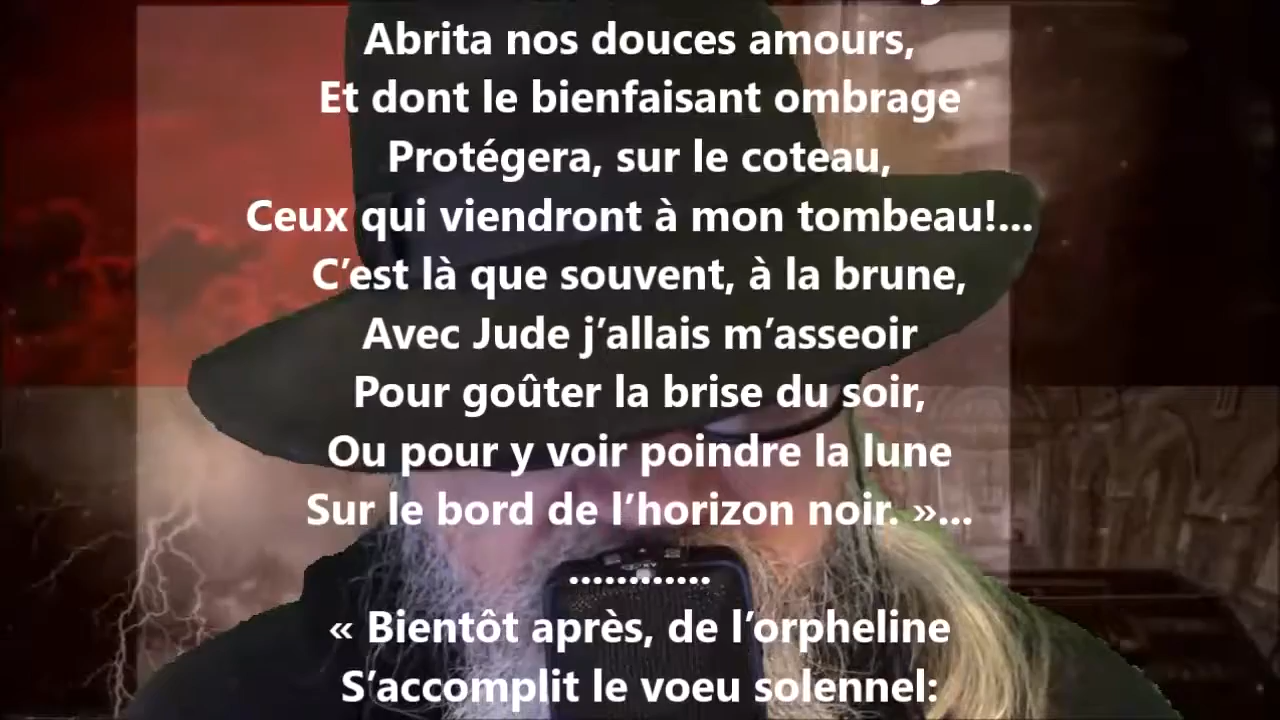 Abrita nos douces amours,
Et dont le bienfaisant ombrage
Protégera, sur le coteau,
Ceux qui viendront à mon tombeau!...
C’est là que souvent, à la brune,
Avec Jude j’allais m’asseoir
Pour goûter la brise du soir,
Ou pour y voir poindre la lune
Sur le bord de l’horizon noir. »...
............
« Bientôt après, de l’orpheline
S’accomplit le voeu solennel: